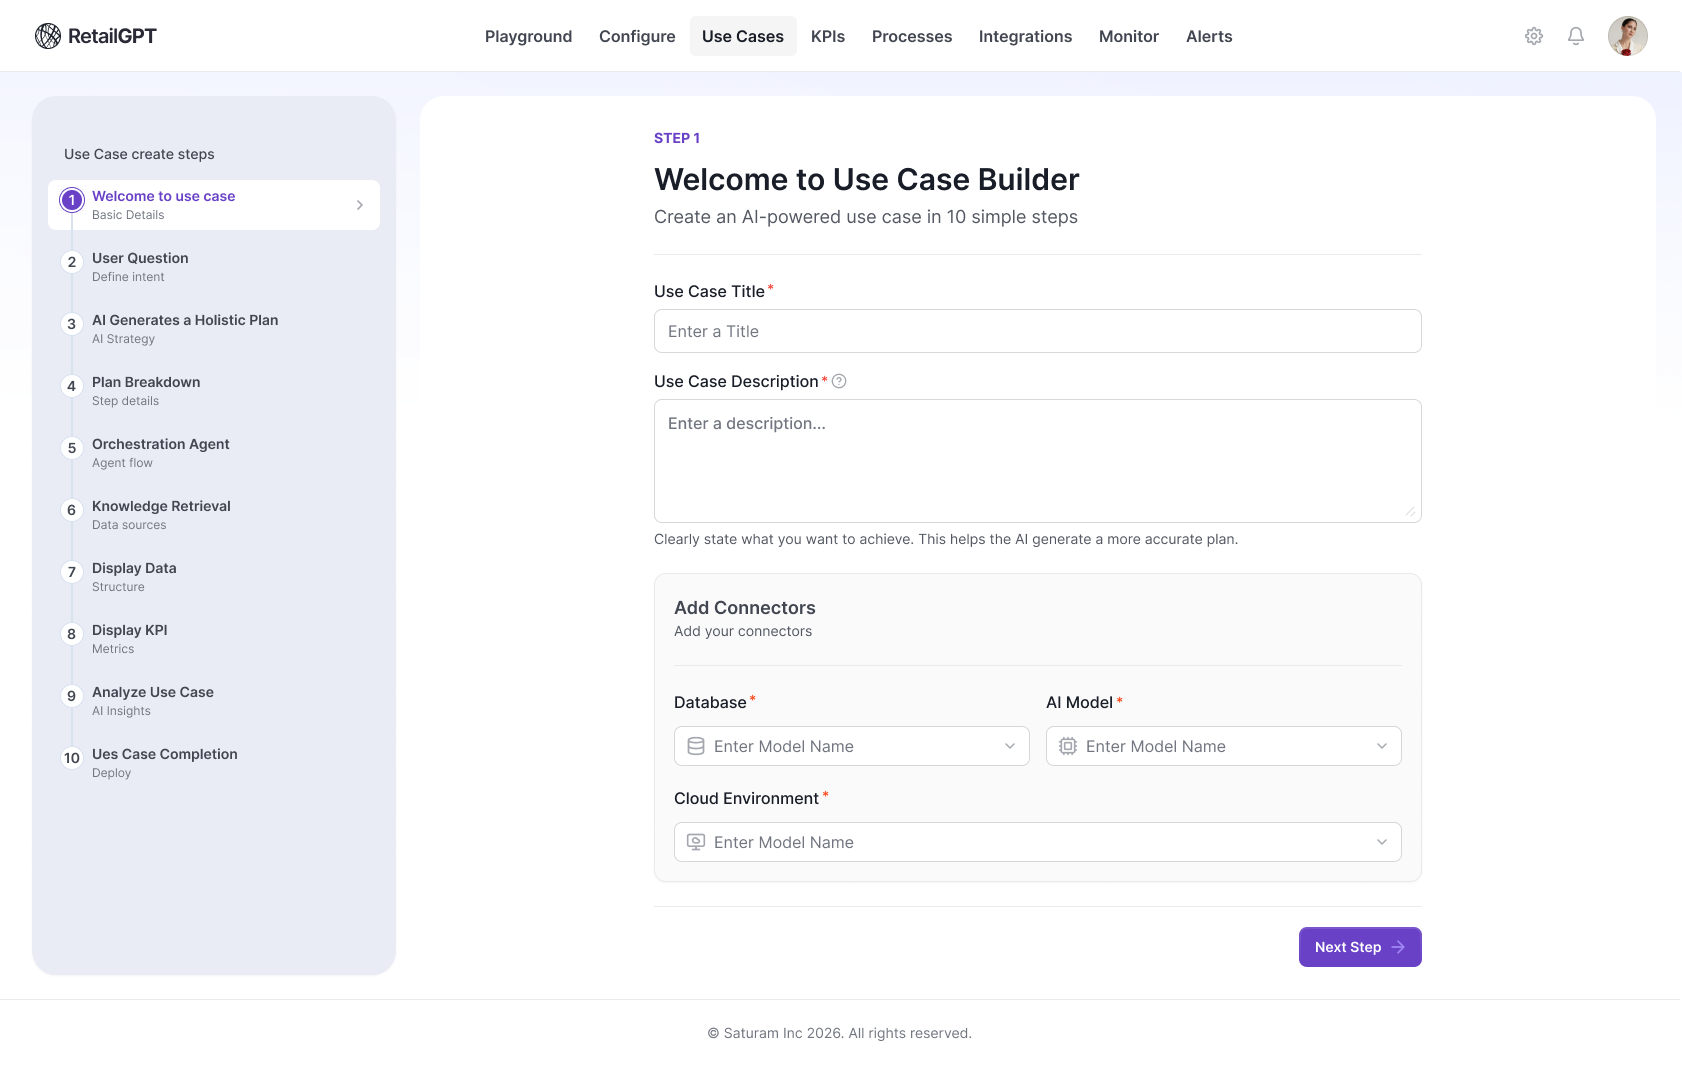 RetailGPT
Playground
Configure
Use Cases
KPIs
Processes
Integrations
Monitor
Alerts
Use Case create steps
1
Welcome to use case
Basic Details
2
User Question
Define intent
3
AI Generates a Holistic Plan
AI Strategy
4
Plan Breakdown
Step details
5
Orchestration Agent
Agent flow
6
Knowledge Retrieval
Data sources
7
Display Data
Structure
8
Display KPI
Metrics
9
Analyze Use Case
AI Insights
10
Ues Case Completion
Deploy
STEP 1
Welcome to Use Case Builder
Create an AI-powered use case in 10 simple steps
Use Case Title*
Enter a Title
Use Case Description*
Enter a description...
Clearly state what you want to achieve. This helps the AI generate a more accurate plan.
Add Connectors
Add your connectors
Database*
Enter Model Name
AI Model*
Enter Model Name
Cloud Environment*
Enter Model Name
Next Step
© Saturam Inc 2026. All rights reserved.